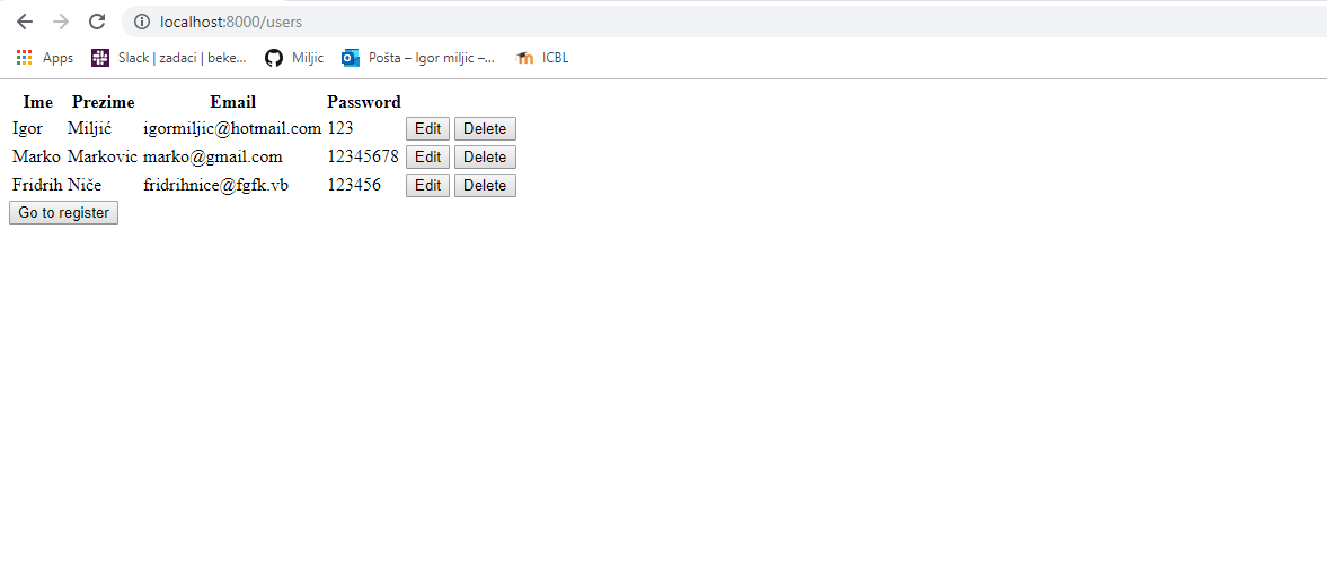 localhost:8000/users
Apps Slack | zadaci | beke... Miljic Pošta – Igor miljic –... ICBL
Ime Prezime Email Password
Igor Miljić igormiljic@hotmail.com 123 Edit Delete
Marko Markovic marko@gmail.com 12345678 Edit Delete
Fridrih Niče fridrihnice@fgfk.vb 123456 Edit Delete
Go to register